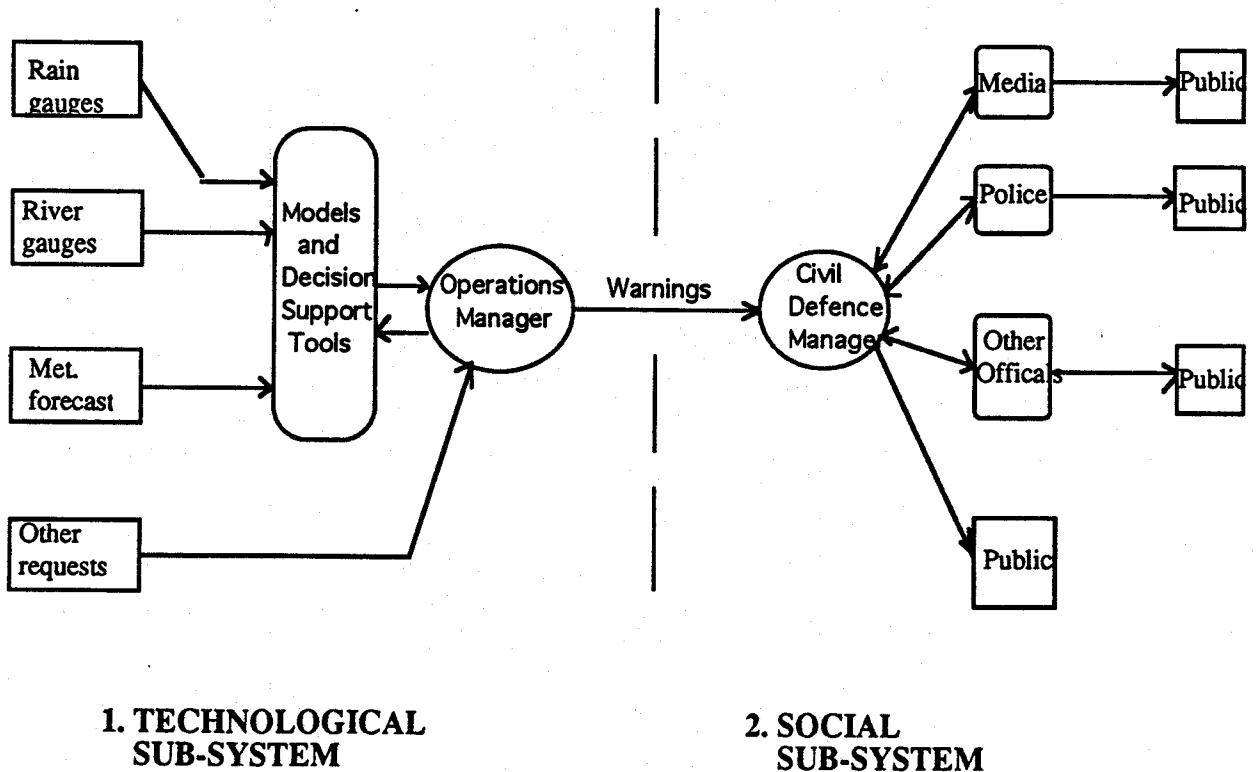 Rain
gauges
River
gauges
Met.
forecast
Other
requests
Models
and
Decision
Support
Tools
Operations
Manager
Warnings
Civil
Defence
Manage
Media
Police
Other
Officals
Public
Public
Public
Public
1. TECHNOLOGICAL
SUB-SYSTEM
2. SOCIAL
SUB-SYSTEM